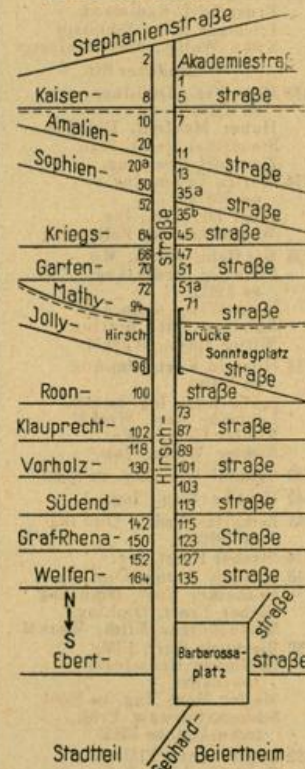 Stephanienstraße
2 Akademiestraß
1
Kaiser- 8 5 straße
Amalien- 10 7
20
Sophien- 20a 11
13 straße
50
52 35a
35b straße
Kriegs- 64 45 straße
68 47
Garten- 70 51 straße
Mathy- 72 51a
94 71 straße
Jolly- Hirsch brücke
Sonntagplatz
96 straße
Roon- 100 straße
73
Klauprecht- 102 87 straße
118 89
Vorholz- 130 101 straße
103
Südend- 113 straße
142 115
Graf-Rhena- 150 123 Straße
152 127
Welfen- 164 135 straße
Hirsch- straße
N
S
straße
Ebert- Barbarossa-
platz straße
Gebhard-
Stadtteil Beiertheim